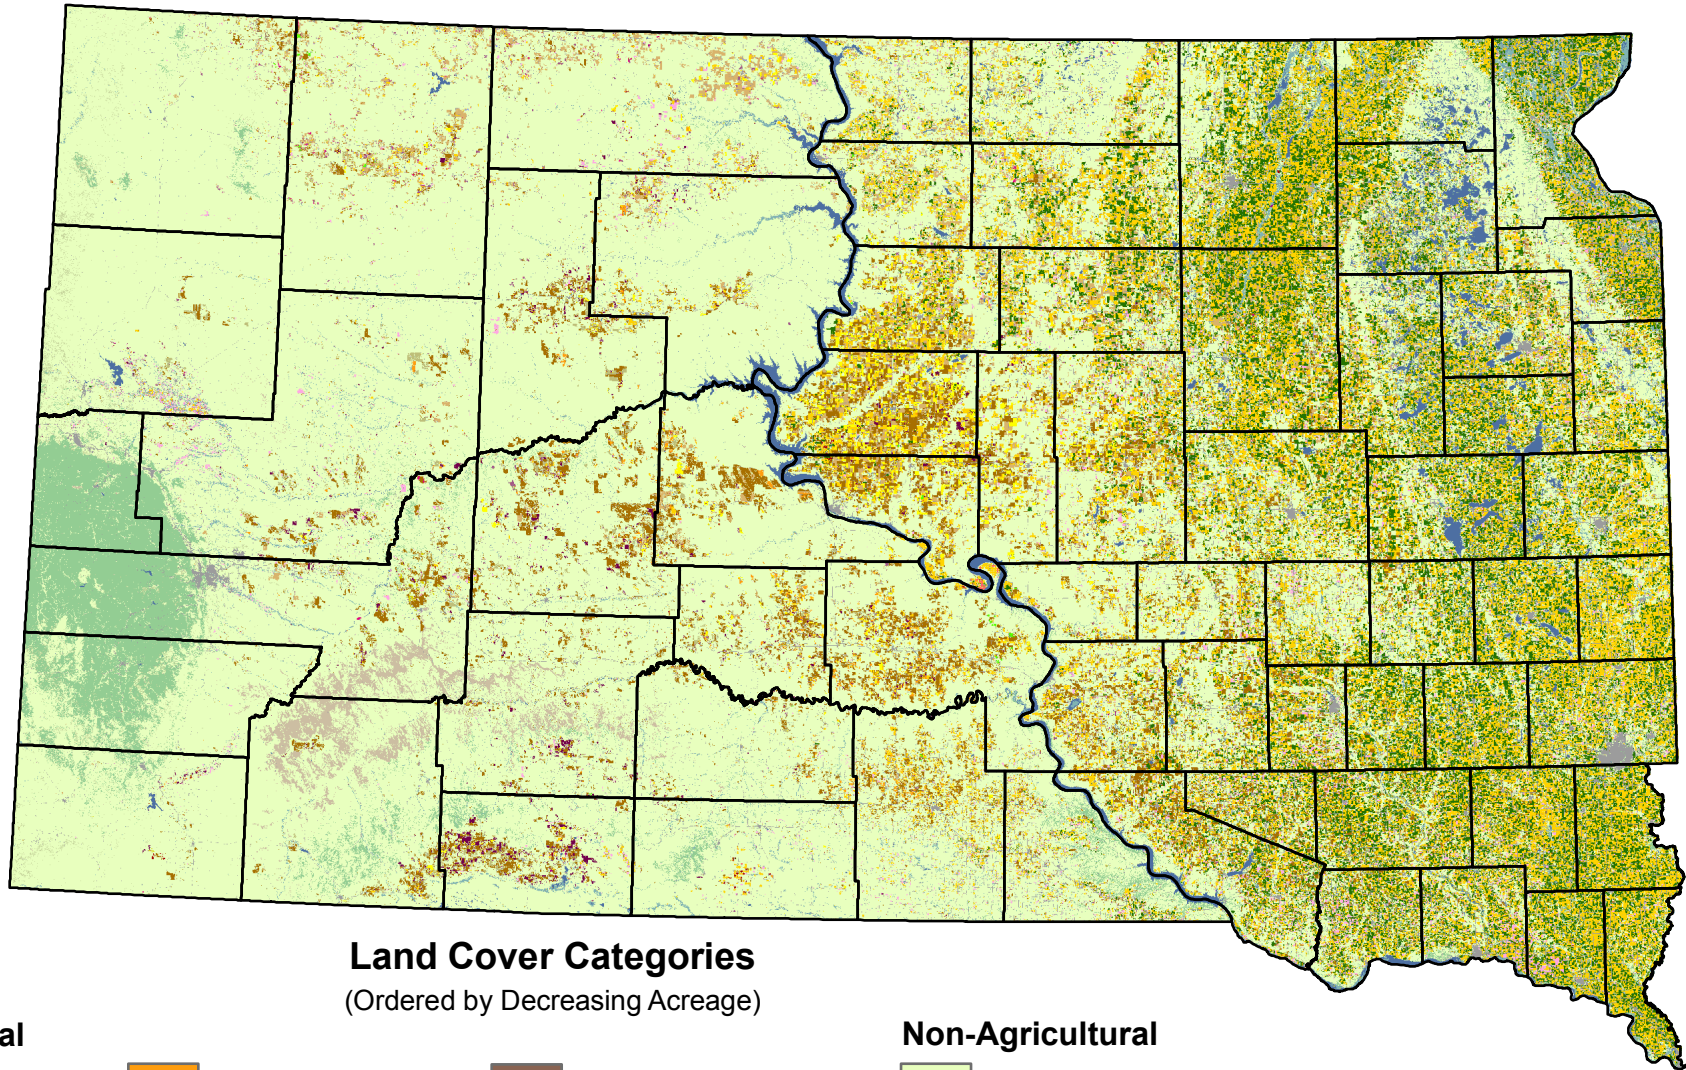 Land Cover Categories
(Ordered by Decreasing Acreage)
al
Non-Agricultural